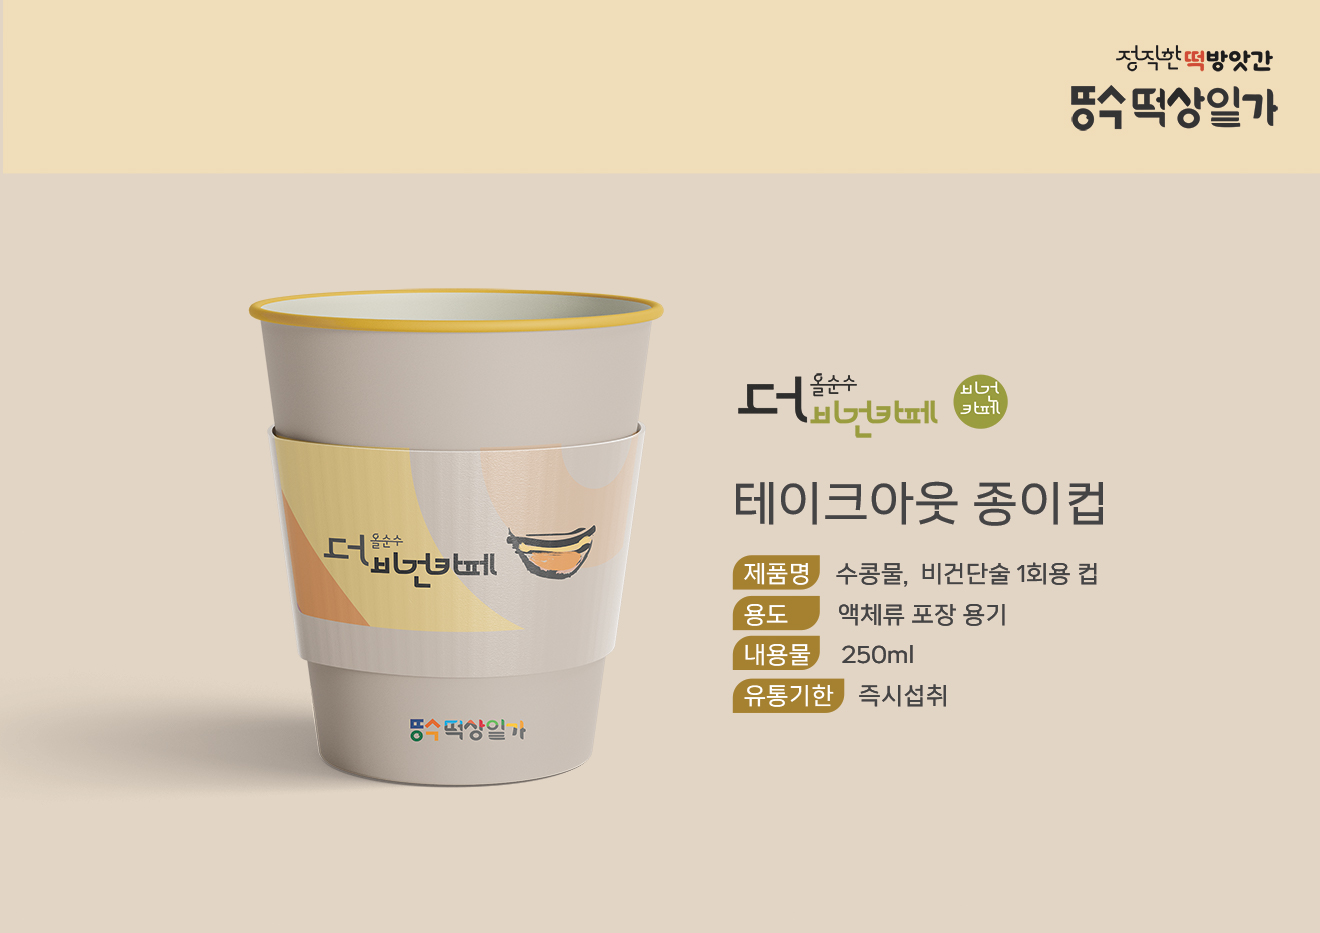 정직한떡방앗간
뜽슈 떡상일가
더 올순수
비건카페
비건
카페
테이크아웃 종이컵
제품명 수콩물, 비건단술 1회용 컵
용도 액체류 포장 용기
내용물 250ml
유통기한 즉시섭취
더 올순수
비건카페
뜽슈 떡상일가